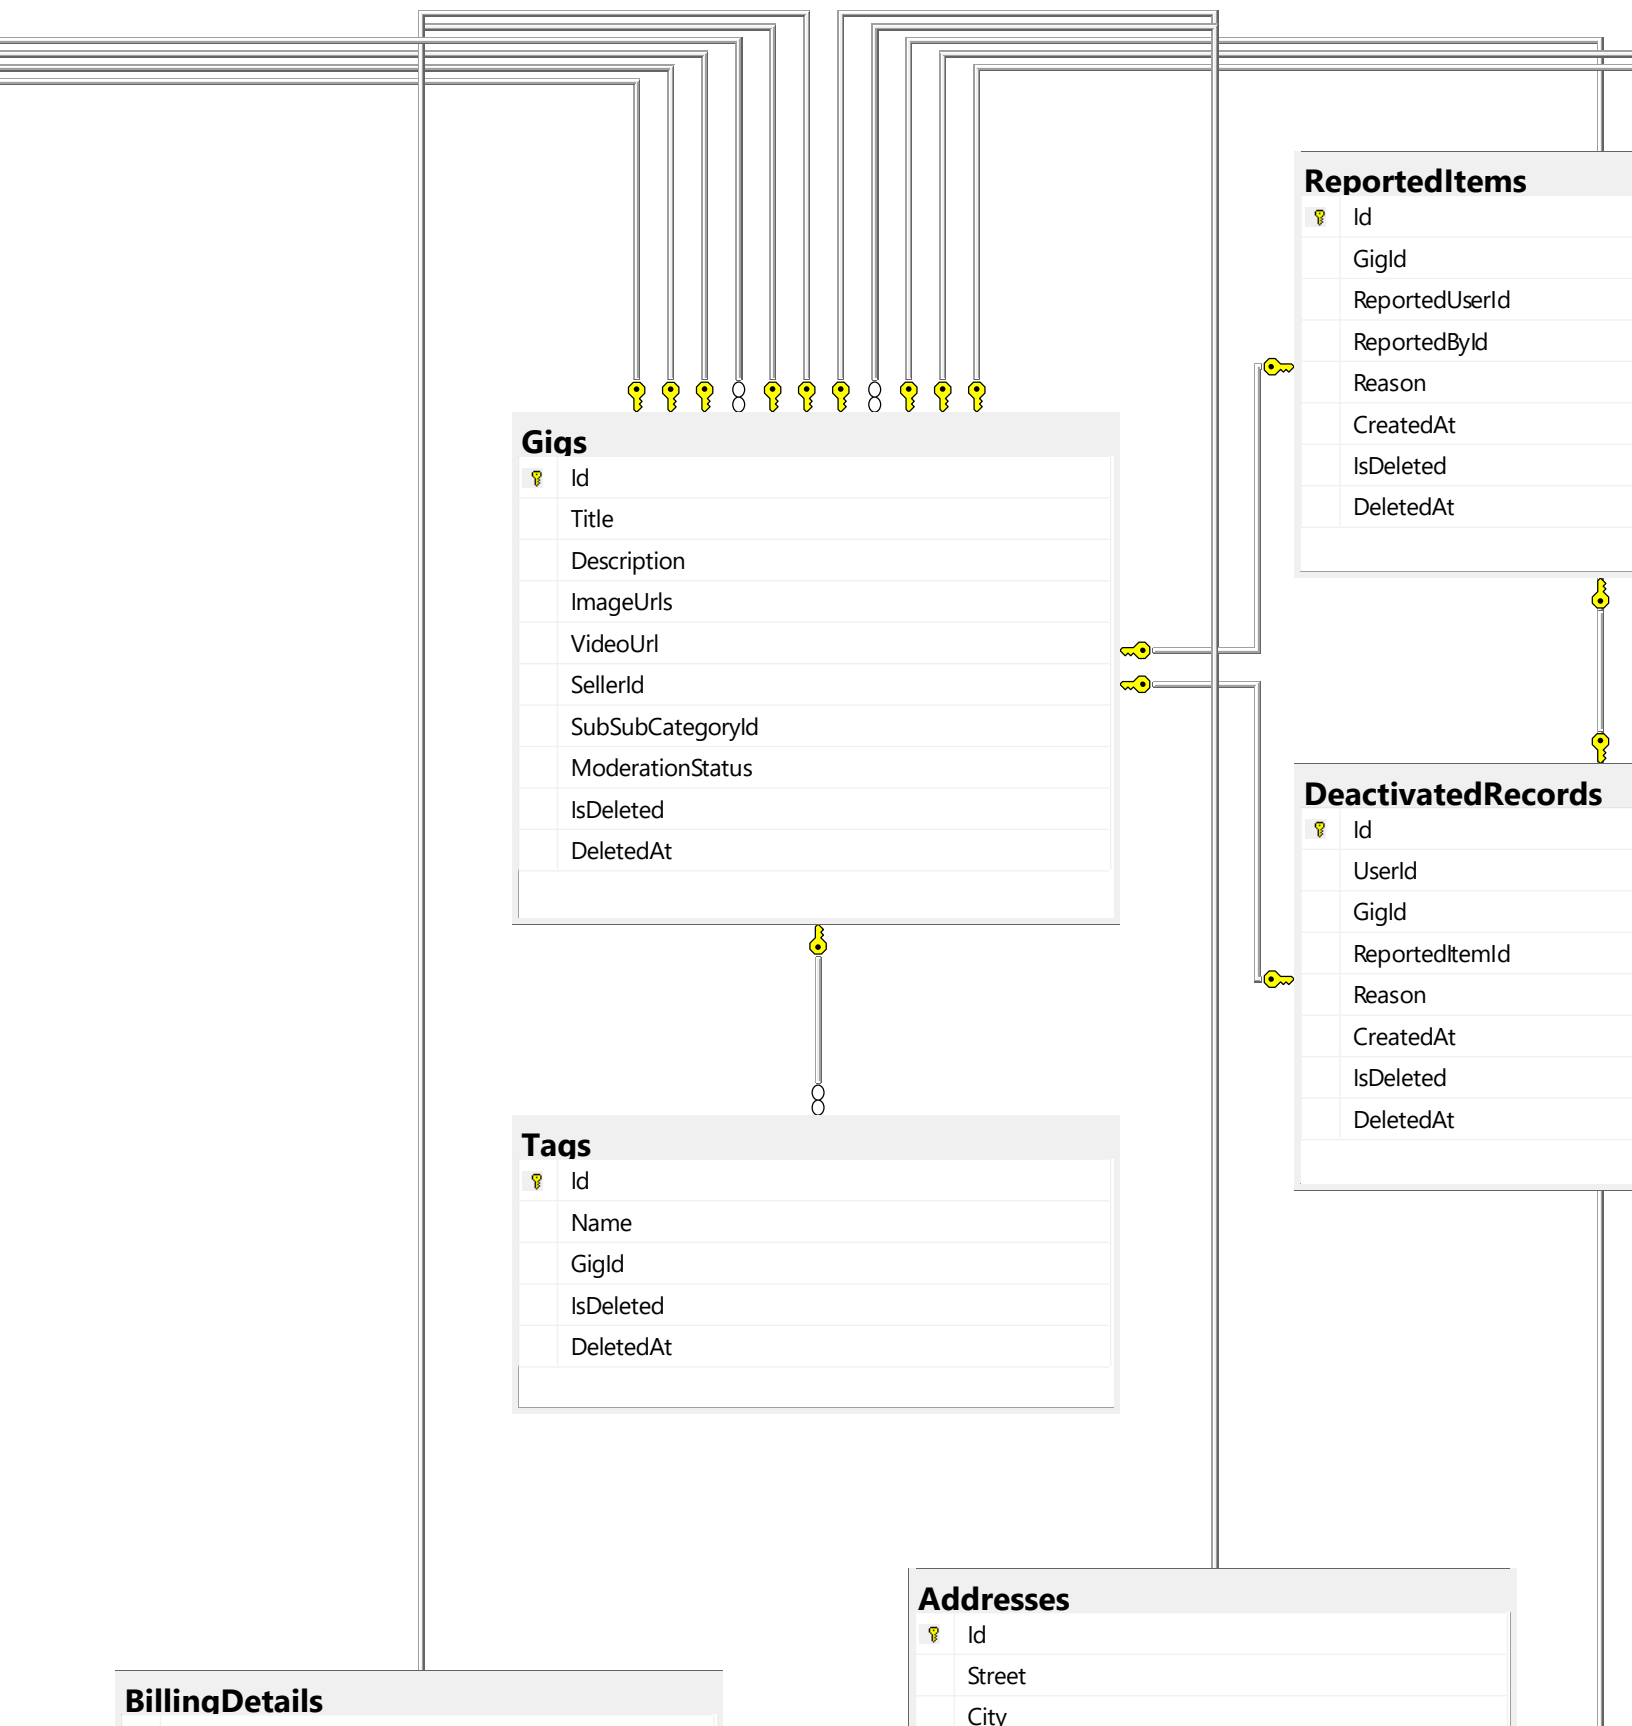 ReportedItems
Id
GigId
ReportedUserId
ReportedById
Reason
CreatedAt
IsDeleted
DeletedAt
Gigs
Id
Title
Description
ImageUrls
VideoUrl
SellerId
SubSubCategoryId
ModerationStatus
IsDeleted
DeletedAt
DeactivatedRecords
Id
UserId
GigId
ReportedItemId
Reason
CreatedAt
IsDeleted
DeletedAt
Tags
Id
Name
GigId
IsDeleted
DeletedAt
Addresses
Id
Street
City
BillingDetails